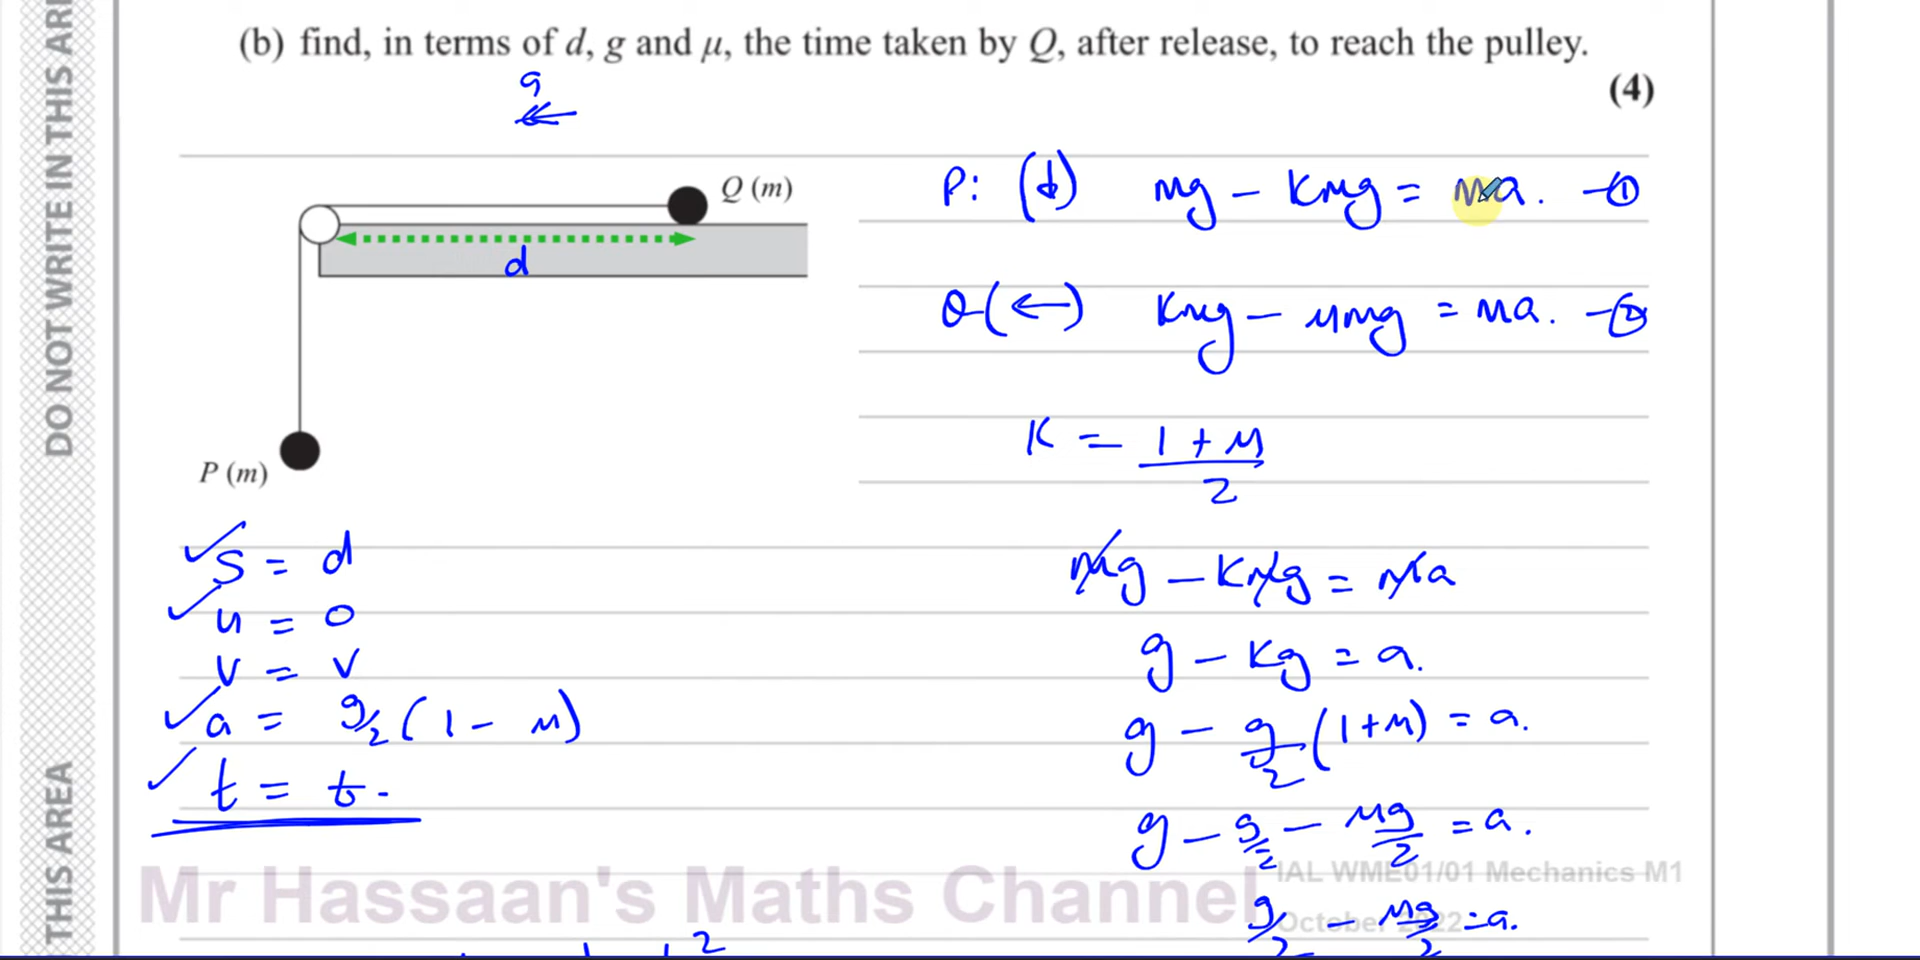 (b) find, in terms of d, g and μ, the time taken by Q, after release, to reach the pulley.
(4)
a
Q (m)
d
P (m)
P: (↓) mg - kmg = ma. -①
Q(←) kmg - μmg = ma. -②
K = (1 + μ)/2
mg - kmg = ma
g - kg = a.
g - g/2 (1+μ) = a.
g - g/2 - μg/2 = a.
g/2 - μg/2 = a.
✓ s = d
✓ u = 0
v = v
✓ a = g/2 (1 - μ)
✓ t = t.
Mr Hassaan's Maths Channel
IAL WME01/01 Mechanics M1
October 2022
DO NOT WRITE IN THIS AR
THIS AREA